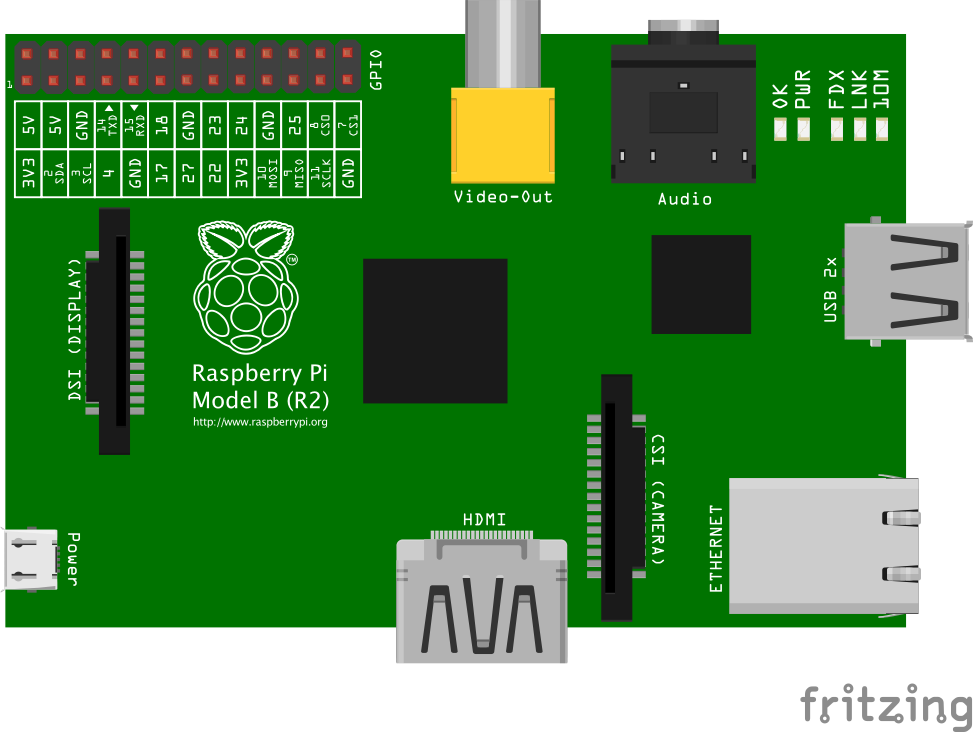 GPIO
1
5V 5V GND 14 TXD 15 RXD 18 GND 23 24 GND 25 8 CS0 7 CS1
3V3 2 SDA 3 SCL 4 GND 17 27 22 3V3 10 MOSI 9 MISO 11 SCLK GND
Video-Out
Audio
OK
PWR
FDX
LNK
10M
DSI (DISPLAY)
TM
Raspberry Pi
Model B (R2)
http://www.raspberrypi.org
USB 2x
CSI (CAMERA)
HDMI
ETHERNET
Power
fritzing